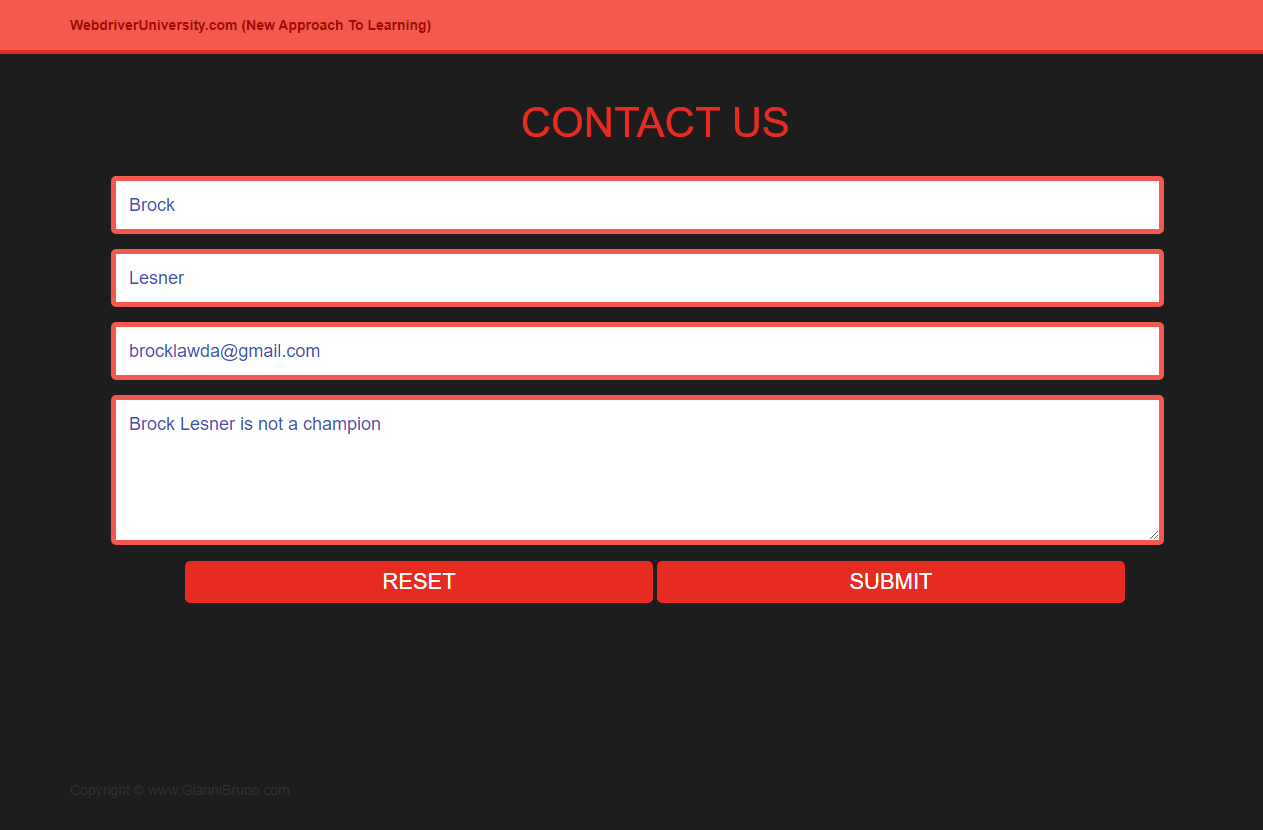 WebdriverUniversity.com (New Approach To Learning)
CONTACT US
Brock
Lesner
brocklawda@gmail.com
Brock Lesner is not a champion
RESET SUBMIT
Copyright © www.GianniBruno.com